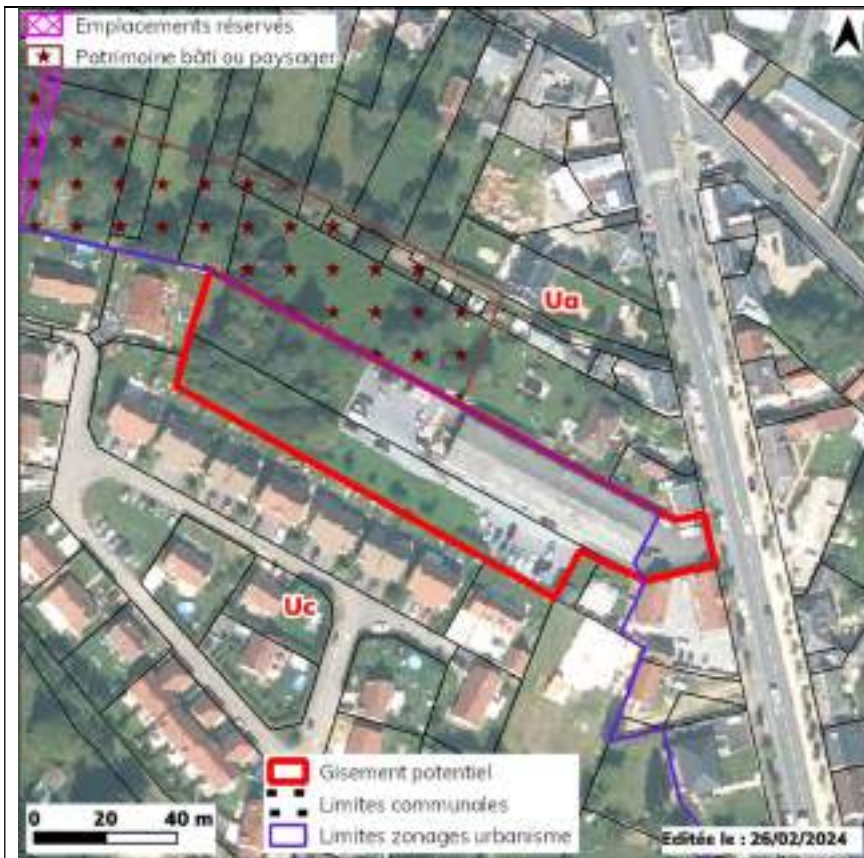 Emplacements réservés
Patrimoine bâti ou paysager
Ua
Uc
Gisement potentiel
Limites communales
Limites zonages urbanisme
0 20 40 m
Editée le : 26/02/2024